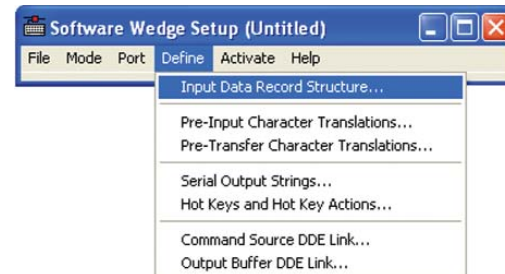 Software Wedge Setup (Untitled)
File Mode Port Define Activate Help
Input Data Record Structure...
Pre-Input Character Translations...
Pre-Transfer Character Translations...
Serial Output Strings...
Hot Keys and Hot Key Actions...
Command Source DDE Link...
Output Buffer DDE Link...